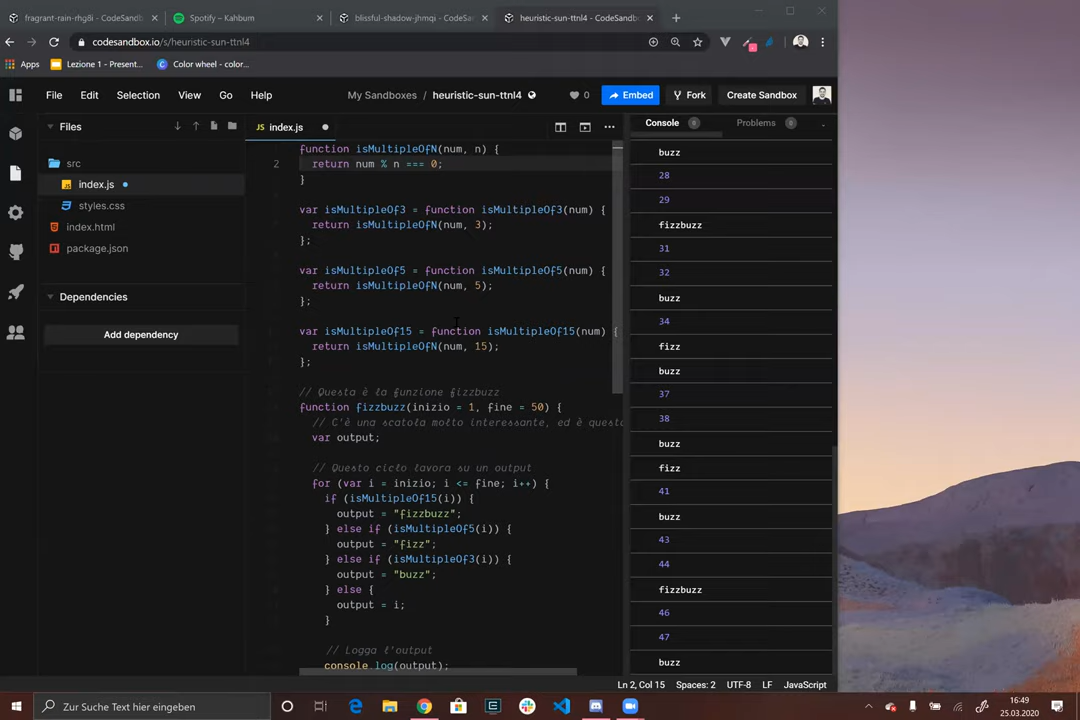 fragrant-rain-rhg8i - CodeSandb
Spotify – Kahbum
blissful-shadow-jhmqi - CodeSan
heuristic-sun-ttnl4 - CodeSandb
codesandbox.io/s/heuristic-sun-ttnl4
Apps
Lezione 1 - Present...
Color wheel - color...
File Edit Selection View Go Help
My Sandboxes / heuristic-sun-ttnl4
0
Embed
Fork
Create Sandbox
Files
JS index.js
Console 0
Problems 0
src
JS index.js
styles.css
index.html
package.json
Dependencies
Add dependency
function isMultipleOfN(num, n) {
2 return num % n === 0;
}
var isMultipleOf3 = function isMultipleOf3(num) {
return isMultipleOfN(num, 3);
};
var isMultipleOf5 = function isMultipleOf5(num) {
return isMultipleOfN(num, 5);
};
var isMultipleOf15 = function isMultipleOf15(num) {
return isMultipleOfN(num, 15);
};
// Questa è la funzione fizzbuzz
function fizzbuzz(inizio = 1, fine = 50) {
// C'è una scatola molto interessante, ed è questa
var output;
// Questo ciclo lavora su un output
for (var i = inizio; i <= fine; i++) {
if (isMultipleOf15(i)) {
output = "fizzbuzz";
} else if (isMultipleOf5(i)) {
output = "fizz";
} else if (isMultipleOf3(i)) {
output = "buzz";
} else {
output = i;
}
// Logga l'output
console.log(output);
buzz
28
29
fizzbuzz
31
32
buzz
34
fizz
buzz
37
38
buzz
fizz
41
buzz
43
44
fizzbuzz
46
47
buzz
Ln 2, Col 15
Spaces: 2
UTF-8
LF
JavaScript
Zur Suche Text hier eingeben
16:49
25.03.2020